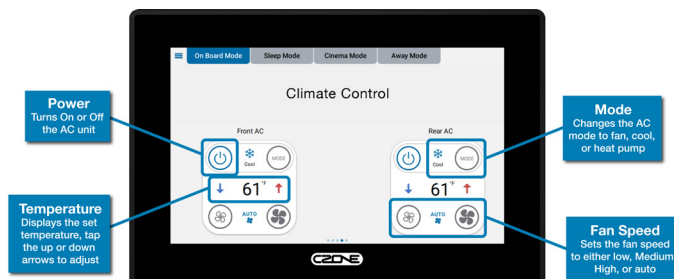 On Board Mode
Sleep Mode
Cinema Mode
Away Mode
Climate Control
Power
Turns On or Off
the AC unit
Temperature
Displays the set
temperature, tap
the up or down
arrows to adjust
Front AC
Cool
MODE
61°F
AUTO
Rear AC
Cool
MODE
61°F
AUTO
Mode
Changes the AC
mode to fan, cool,
or heat pump
Fan Speed
Sets the fan speed
to either low, Medium
High, or auto
CZONE